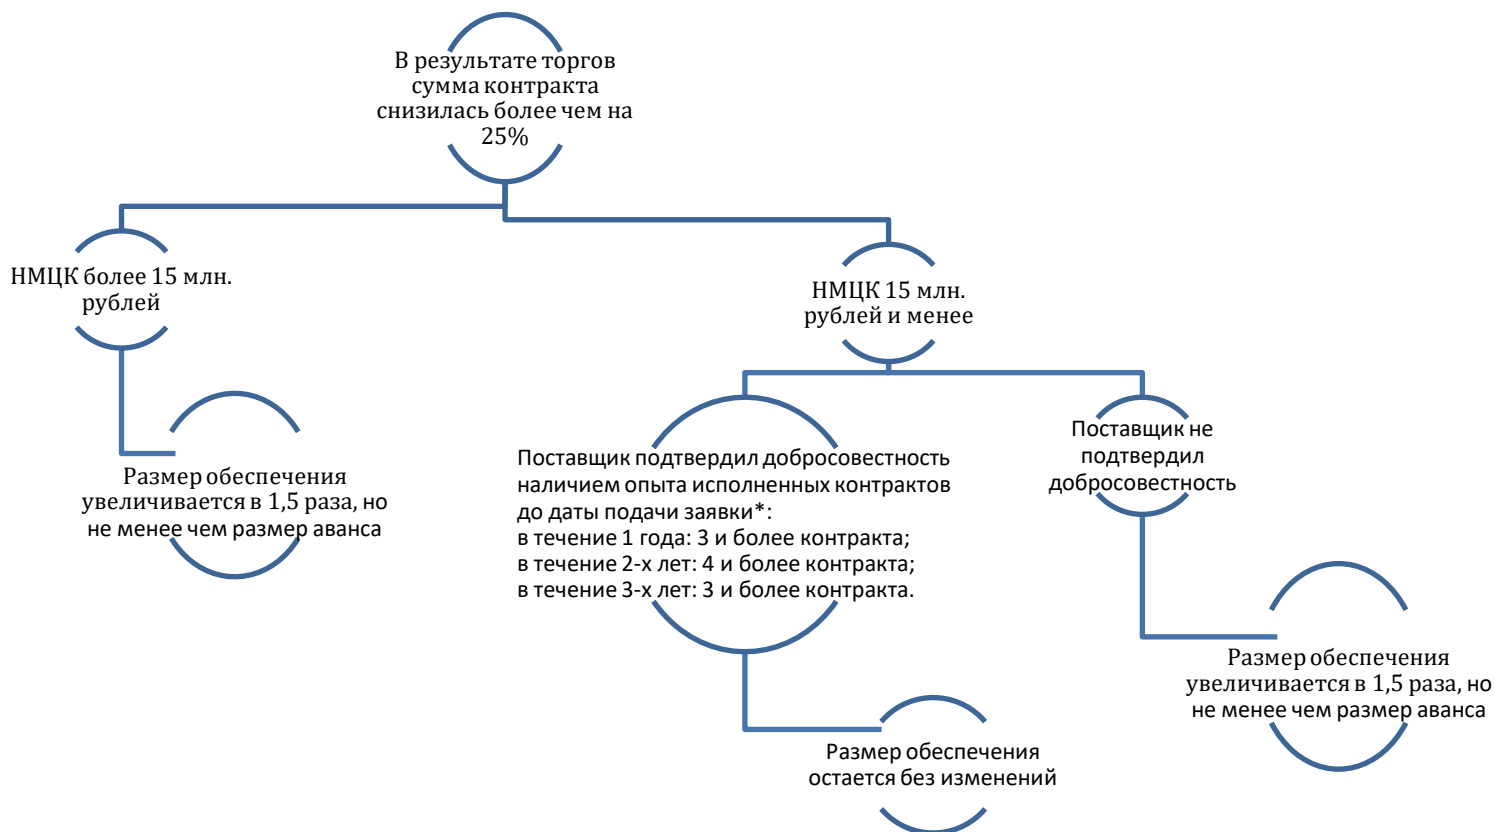 В результате торгов
сумма контракта
снизилась более чем на
25%
НМЦК более 15 млн.
рублей
НМЦК 15 млн.
рублей и менее
Размер обеспечения
увеличивается в 1,5 раза, но
не менее чем размер аванса
Поставщик подтвердил добросовестность
наличием опыта исполненных контрактов
до даты подачи заявки*:
в течение 1 года: 3 и более контракта;
в течение 2-х лет: 4 и более контракта;
в течение 3-х лет: 3 и более контракта.
Поставщик не
подтвердил
добросовестность
Размер обеспечения
остается без изменений
Размер обеспечения
увеличивается в 1,5 раза, но
не менее чем размер аванса